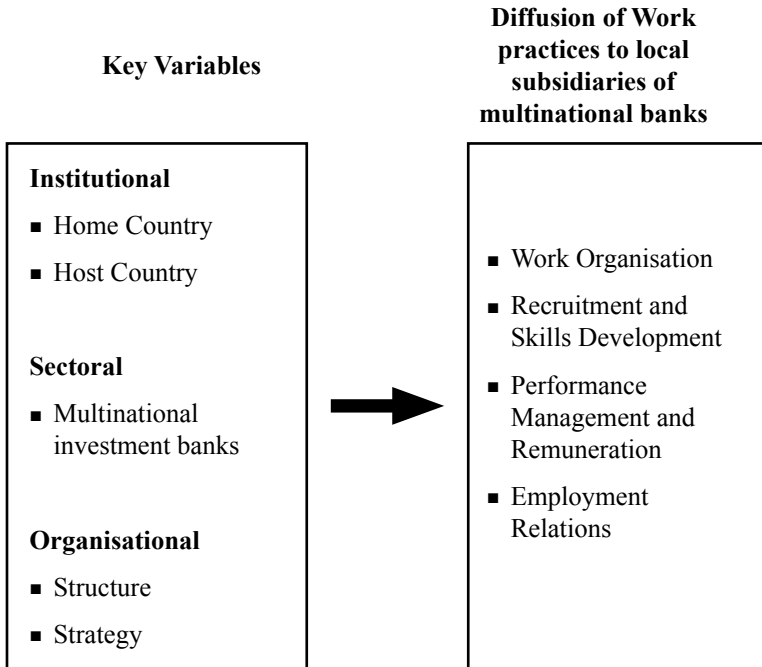 Key Variables
Institutional
■ Home Country
■ Host Country
Sectoral
■ Multinational
investment banks
Organisational
■ Structure
■ Strategy
Diffusion of Work
practices to local
subsidiaries of
multinational banks
■ Work Organisation
■ Recruitment and
Skills Development
■ Performance
Management and
Remuneration
■ Employment
Relations